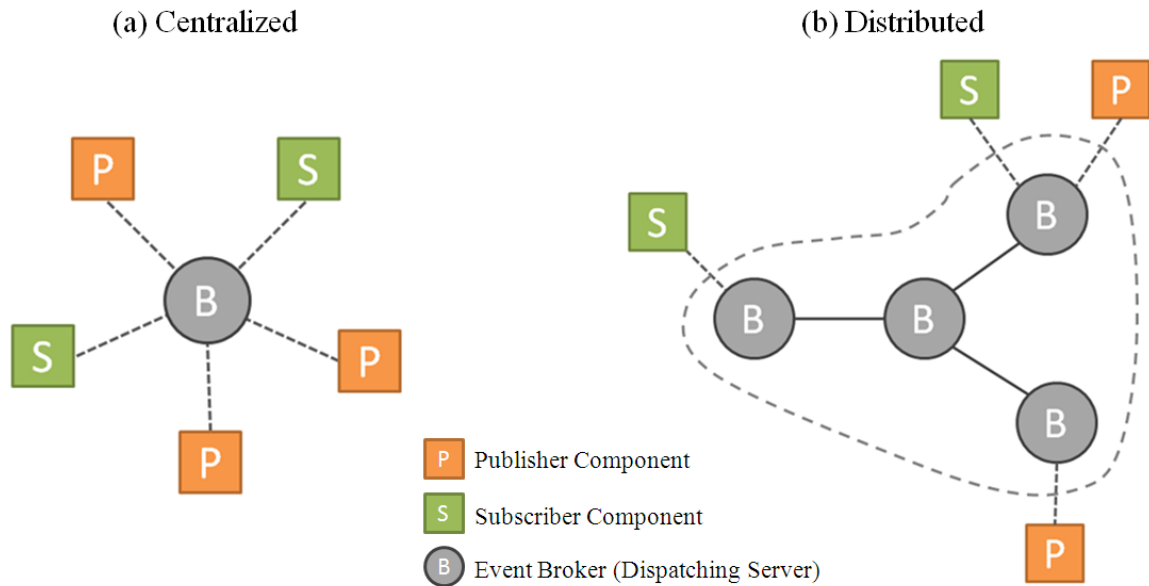 (a) Centralized
(b) Distributed
P
S
B
S
P
P
S
P
S
B
B
B
B
P
P Publisher Component
S Subscriber Component
B Event Broker (Dispatching Server)